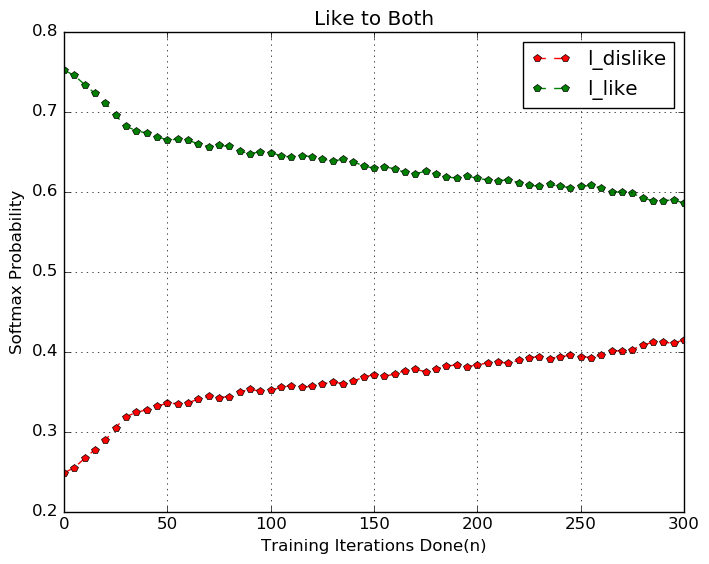 Like to Both
0.8
0.7
0.6
0.5
0.4
0.3
0.2
Softmax Probability
l_dislike
l_like
0 50 100 150 200 250 300
Training Iterations Done(n)